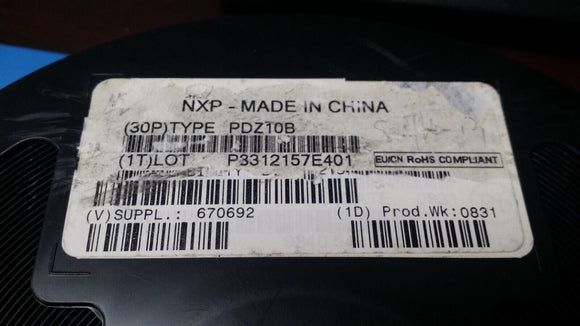 NXP - MADE IN CHINA
(30P)TYPE PDZ10B
(1T)LOT P3312157E401
EU/CN RoHS COMPLIANT
(V)SUPPL.: 670692 (1D) Prod.Wk:0831